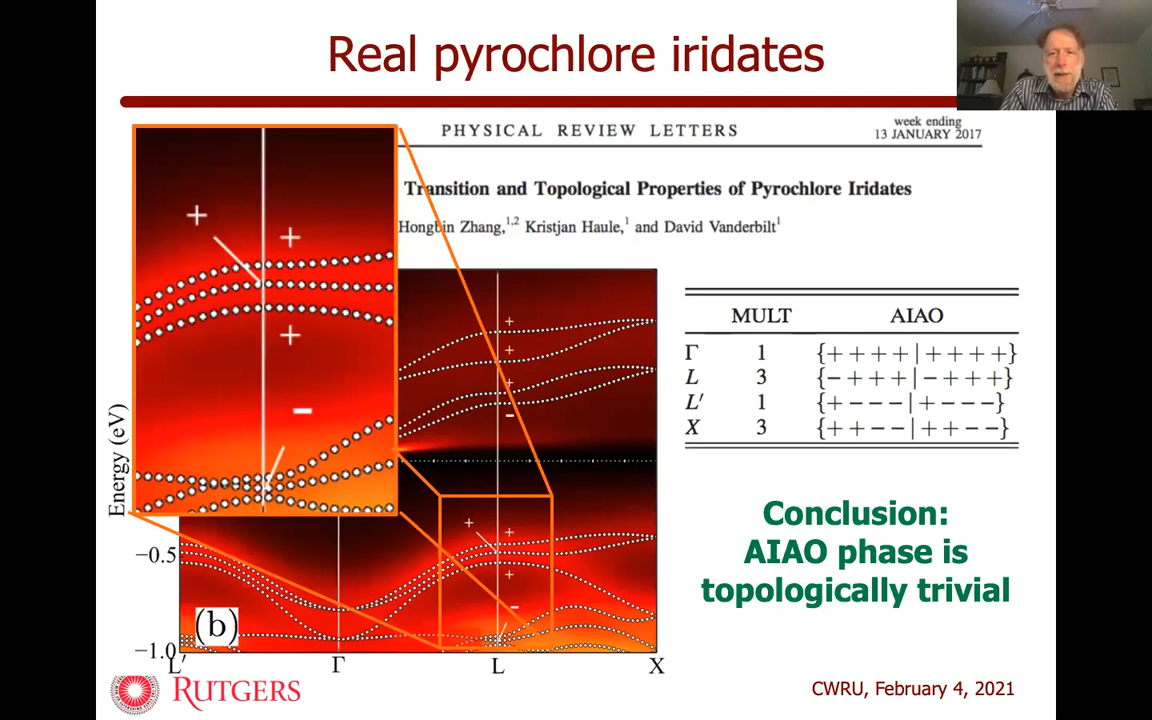 Real pyrochlore iridates
PHYSICAL REVIEW LETTERS
week ending
13 JANUARY 2017
Transition and Topological Properties of Pyrochlore Iridates
Hongbin Zhang,1,2 Kristjan Haule,1 and David Vanderbilt1
+
+
+
−
+
+
+
−
Energy (eV)
−0.5
−1.0
+
+
+
−
(b)
L′ Γ L X
MULT AIAO
Γ 1 {++++|++++}
L 3 {−+++|−+++}
L′ 1 {+−−−|+−−−}
X 3 {++−−|++−−}
Conclusion:
AIAO phase is
topologically trivial
RUTGERS
CWRU, February 4, 2021